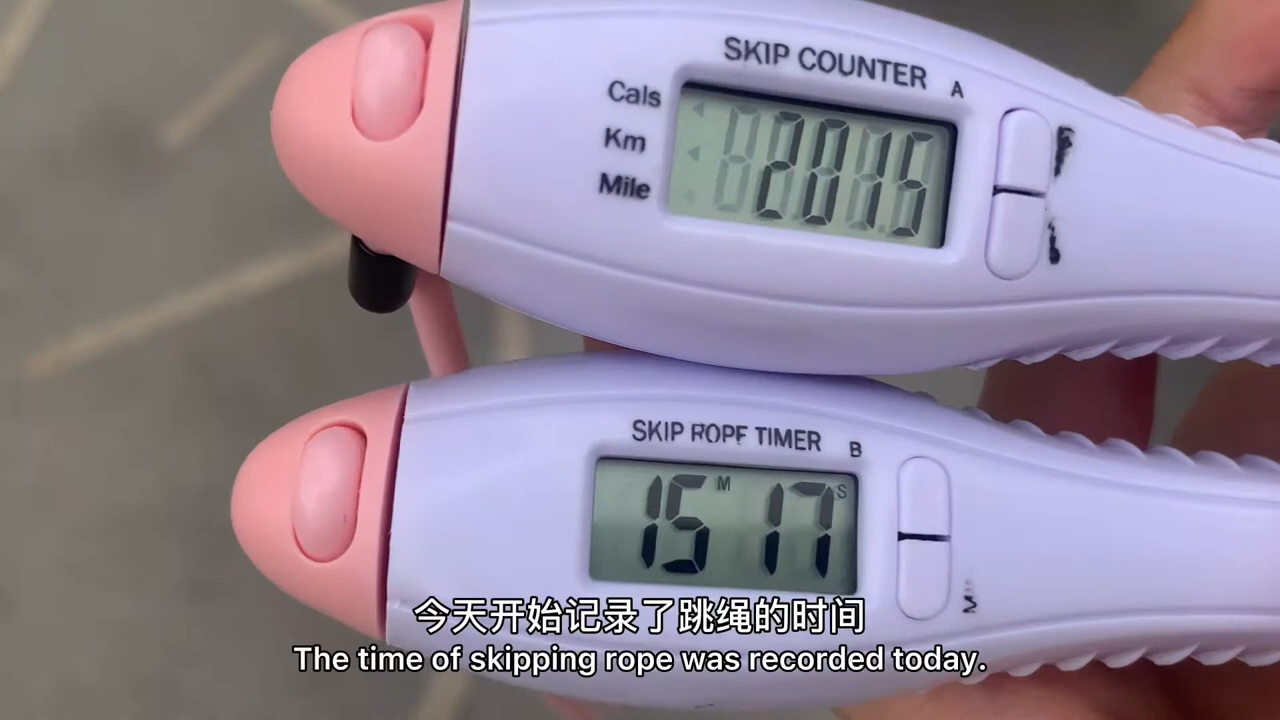 SKIP COUNTER A
Cals
Km
Mile
2015
SKIP ROPE TIMER B
15 M 17 S
今天开始记录了跳绳的时间
The time of skipping rope was recorded today.